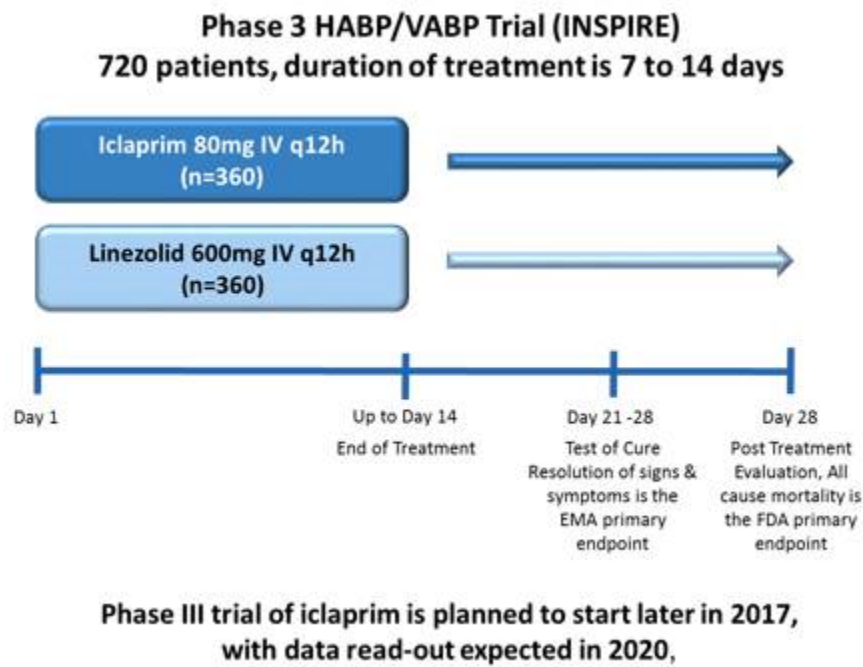 Phase 3 HABP/VABP Trial (INSPIRE)
720 patients, duration of treatment is 7 to 14 days
Iclaprim 80mg IV q12h
(n=360)
Linezolid 600mg IV q12h
(n=360)
Day 1
Up to Day 14
End of Treatment
Day 21 -28
Test of Cure
Resolution of signs &
symptoms is the
EMA primary
endpoint
Day 28
Post Treatment
Evaluation, All
cause mortality is
the FDA primary
endpoint
Phase III trial of iclaprim is planned to start later in 2017,
with data read-out expected in 2020,